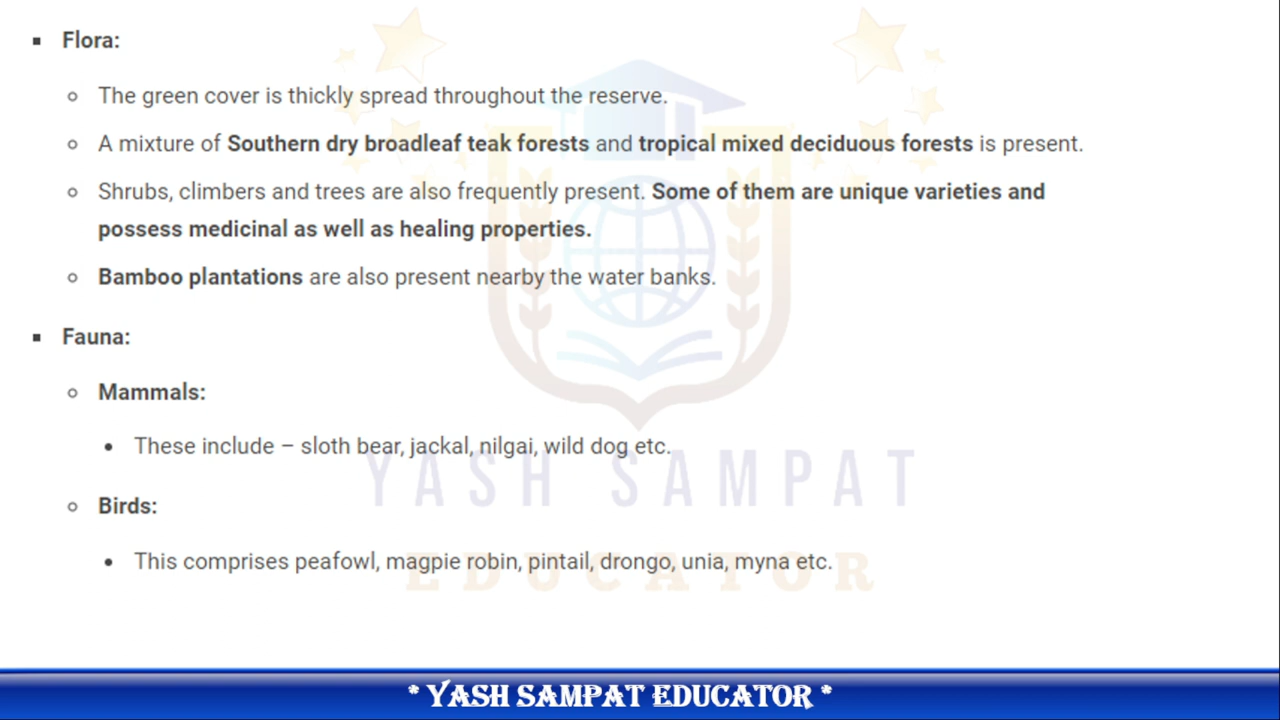 Flora:
The green cover is thickly spread throughout the reserve.
A mixture of Southern dry broadleaf teak forests and tropical mixed deciduous forests is present.
Shrubs, climbers and trees are also frequently present. Some of them are unique varieties and
possess medicinal as well as healing properties.
Bamboo plantations are also present nearby the water banks.
Fauna:
Mammals:
These include – sloth bear, jackal, nilgai, wild dog etc.
YASH SAMPAT
Birds:
This comprises peafowl, magpie robin, pintail, drongo, unia, myna etc.
EDUCATOR
* YASH SAMPAT EDUCATOR *